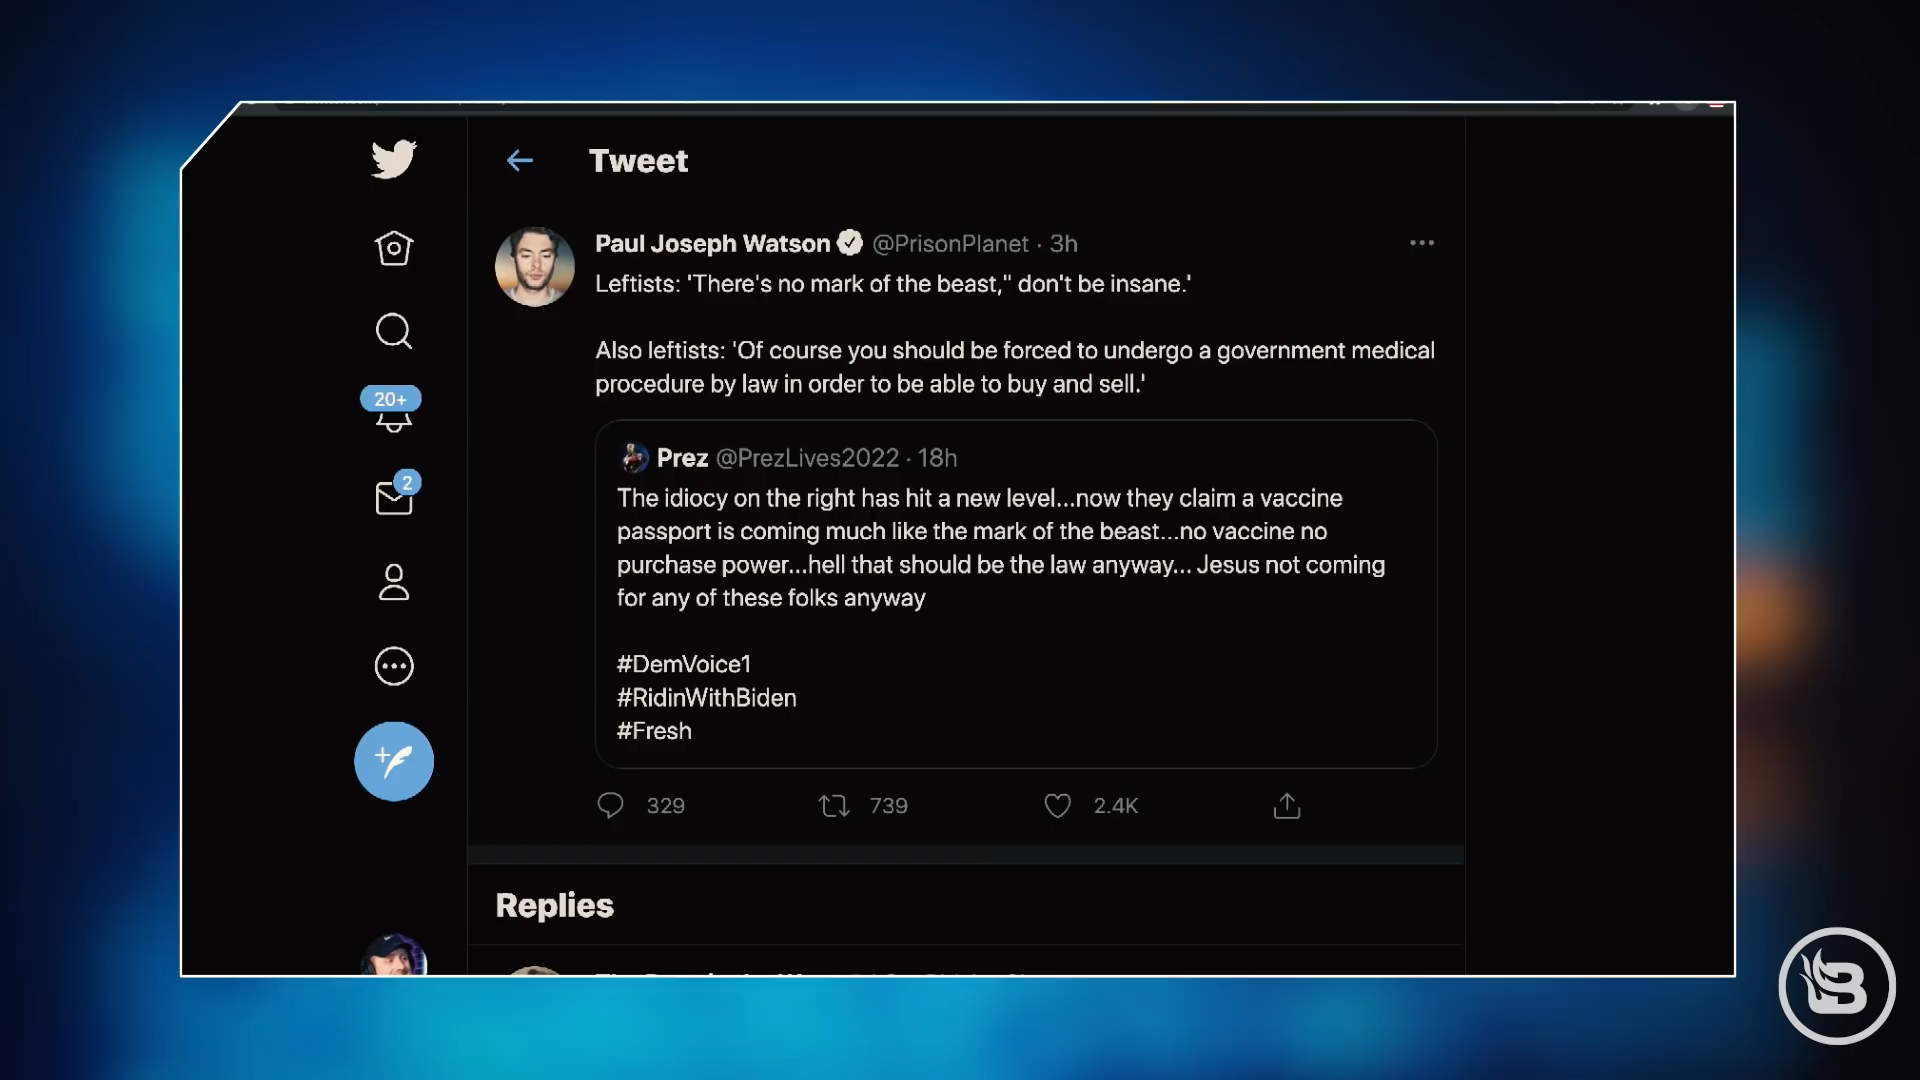 Tweet
Paul Joseph Watson @PrisonPlanet · 3h
Leftists: 'There's no mark of the beast," don't be insane.'
Also leftists: 'Of course you should be forced to undergo a government medical
procedure by law in order to be able to buy and sell.'
20+
Prez @PrezLives2022 · 18h
2
The idiocy on the right has hit a new level...now they claim a vaccine
passport is coming much like the mark of the beast...no vaccine no
purchase power...hell that should be the law anyway... Jesus not coming
for any of these folks anyway
#DemVoice1
#RidinWithBiden
#Fresh
329 739 2.4K
Replies
B